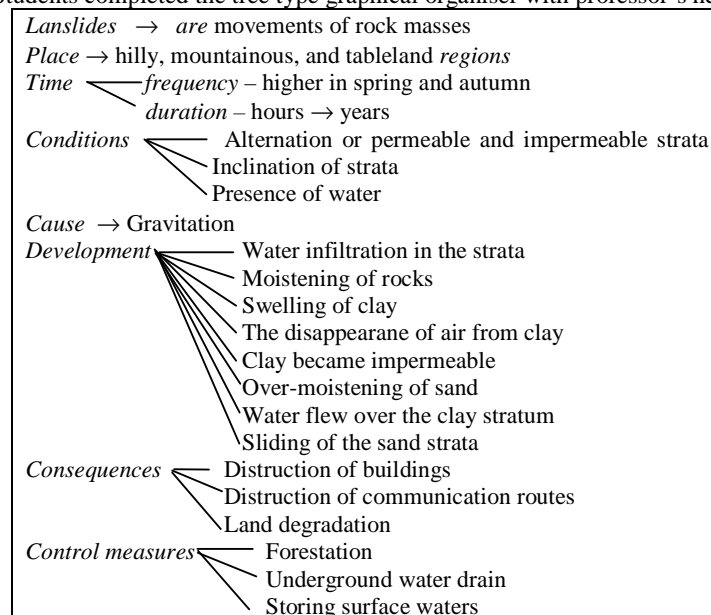 Students completed the tree type graphical organiser with professor's
Lanslides → are movements of rock masses
Place → hilly, mountainous, and tableland regions
Time frequency – higher in spring and autumn
duration – hours → years
Conditions Alternation or permeable and impermeable strata
Inclination of strata
Presence of water
Cause → Gravitation
Development Water infiltration in the strata
Moistening of rocks
Swelling of clay
The disappearane of air from clay
Clay became impermeable
Over-moistening of sand
Water flew over the clay stratum
Sliding of the sand strata
Consequences Distruction of buildings
Distruction of communication routes
Land degradation
Control measures Forestation
Underground water drain
Storing surface waters